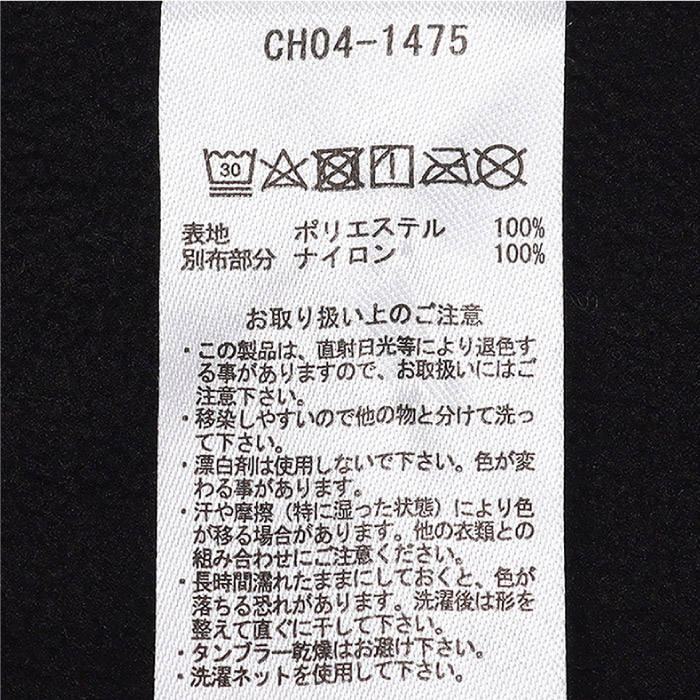 CH04-1475
30
表地 ポリエステル 100%
別布部分 ナイロン 100%
お取り扱い上のご注意
・この製品は、直射日光等により退色す
る事がありますので、お取扱いにはご
注意下さい。
・移染しやすいので他の物と分けて洗っ
て下さい。
・漂白剤は使用しないで下さい。色が変
わる事があります。
・汗や摩擦（特に湿った状態）により色
が移る場合があります。他の衣類との
組み合わせにご注意ください。
・長時間濡れたままにしておくと、色が
落ちる恐れがあります。洗濯後は形を
整えて直ぐに干して下さい。
・タンブラー乾燥はお避け下さい。
・洗濯ネットを使用して下さい。